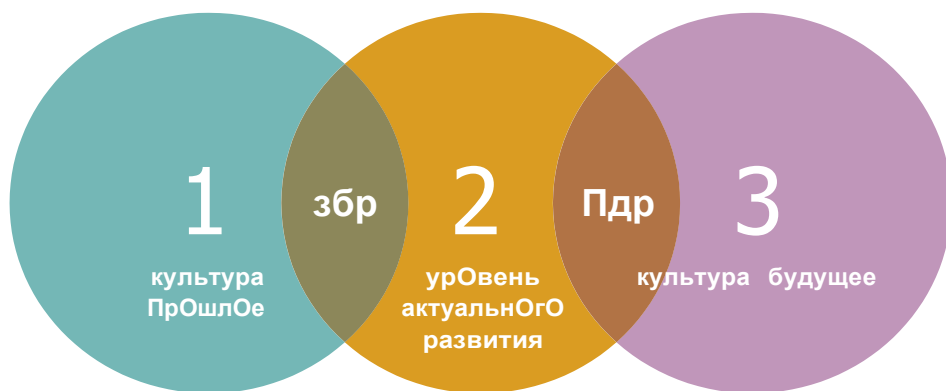 1
збр
2
Пдр
3
культура
ПрОшлОе
урОвень
актуальнОгО
развития
культура будущее